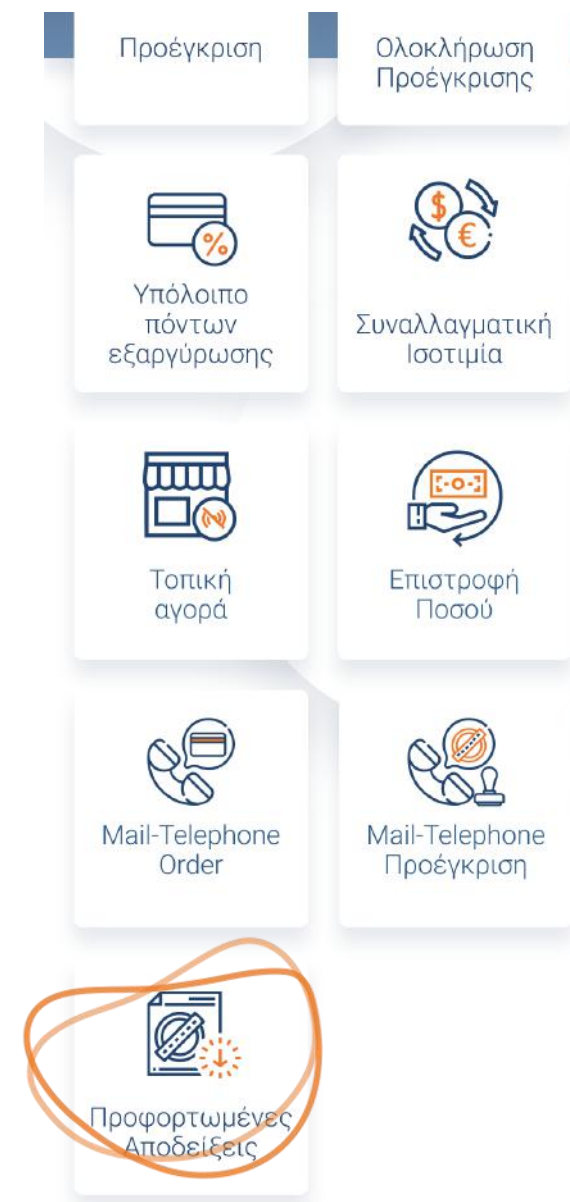 Προέγκριση
Ολοκλήρωση
Προέγκρισης
%
Υπόλοιπο
πόντων
εξαργύρωσης
$
€
Συναλλαγματική
Ισοτιμία
Τοπική
αγορά
Επιστροφή
Ποσού
Mail-Telephone
Order
Mail-Telephone
Προέγκριση
Προφορτωμένες
Αποδείξεις